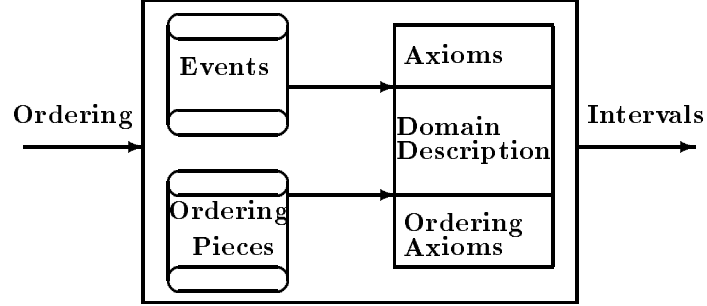 Ordering
Events
Ordering
Pieces
Axioms
Domain
Description
Ordering
Axioms
Intervals